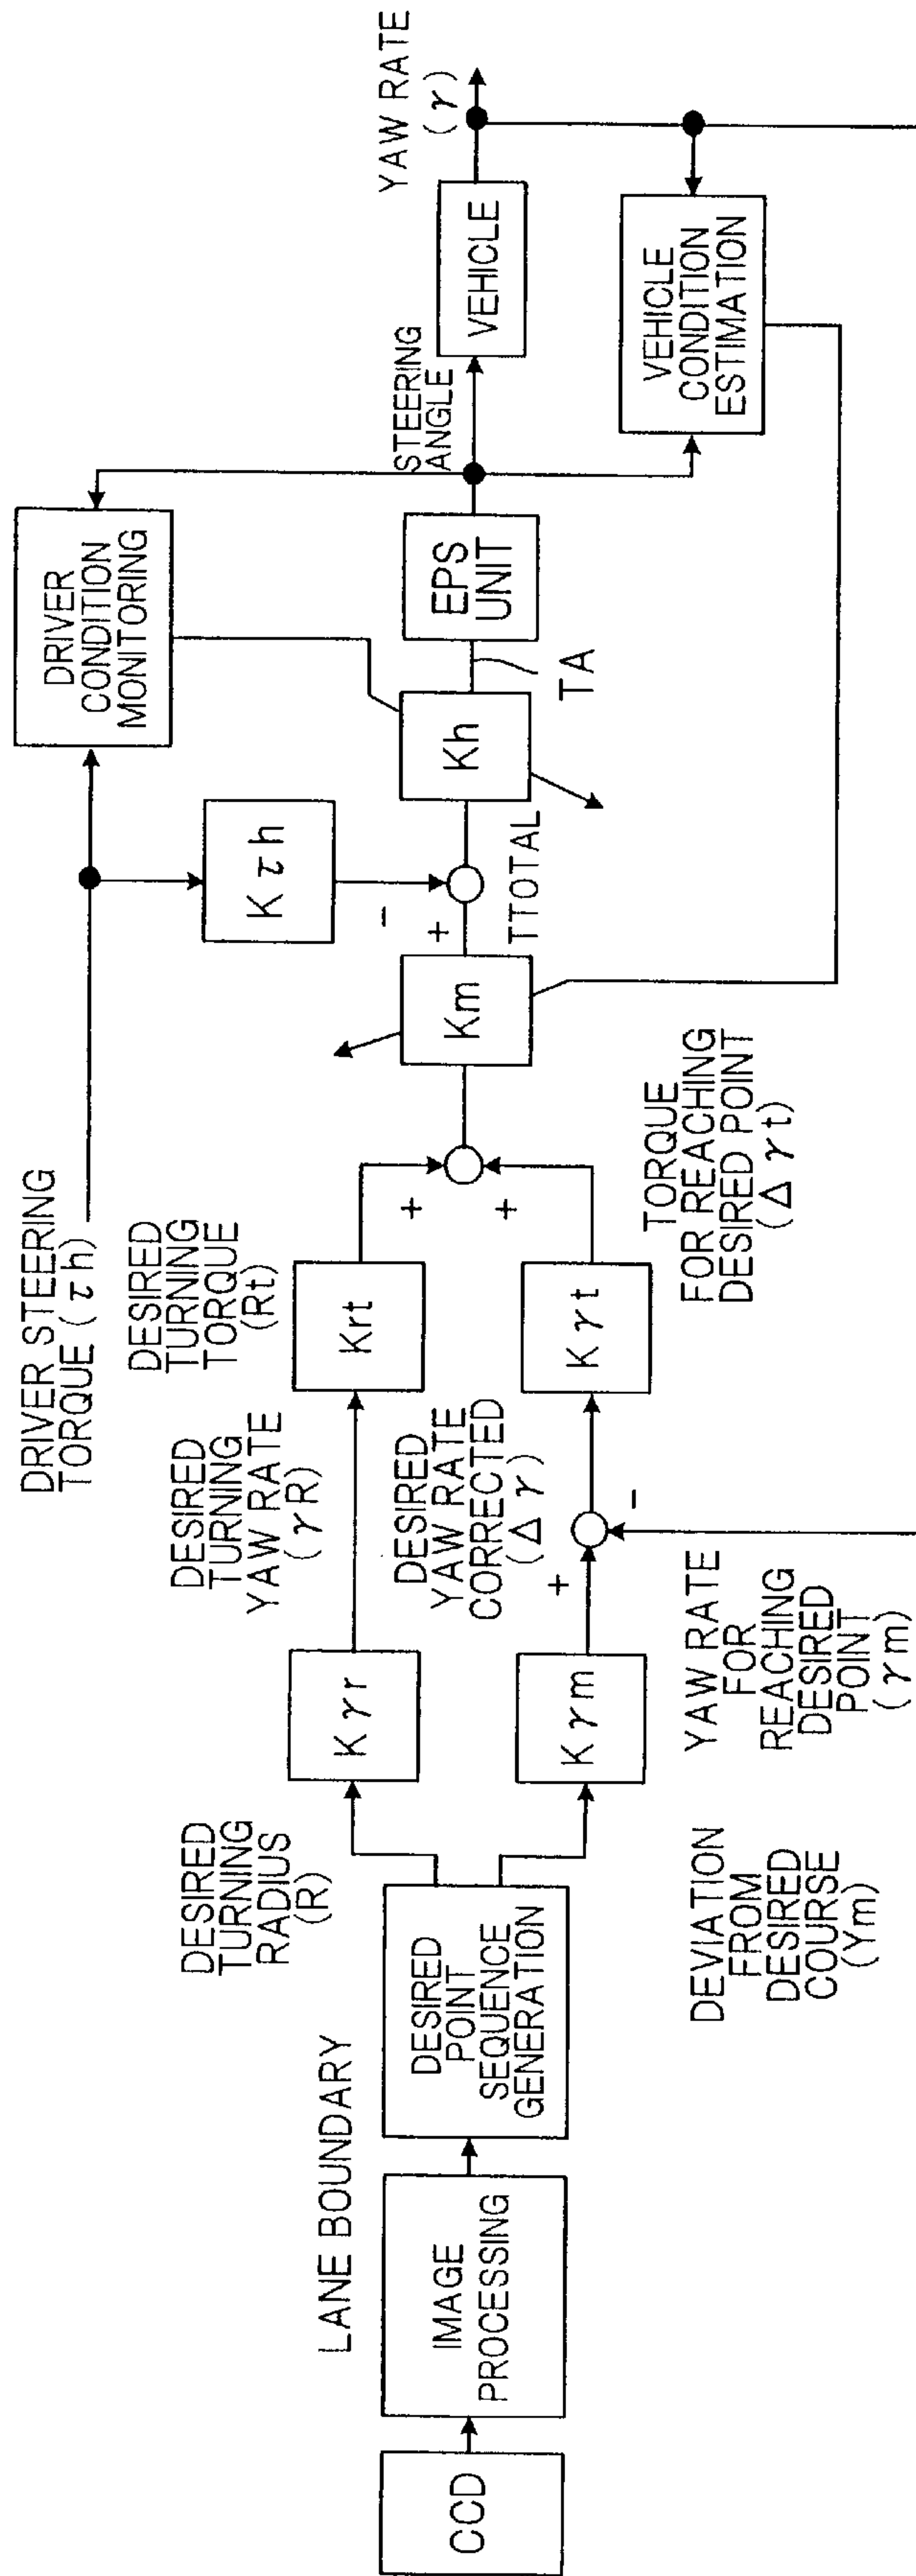 DRIVER STEERING
TORQUE (τh)
DRIVER
CONDITION
MONITORING
Kτh
LANE BOUNDARY
CCD
IMAGE
PROCESSING
DESIRED
POINT
SEQUENCE
GENERATION
DESIRED
TURNING
RADIUS
(R)
Kγr
DESIRED
TURNING
YAW RATE
(γR)
Krt
DESIRED
TURNING
TORQUE
(Rt)
DEVIATION
FROM
DESIRED
COURSE
(Ym)
Kγm
YAW RATE
FOR
REACHING
DESIRED
POINT
(γm)
+
-
DESIRED
YAW RATE
CORRECTED
(Δγ)
Kγt
TORQUE
FOR REACHING
DESIRED POINT
(Δγt)
+
+
Km
+
-
TTOTAL
Kh
TA
EPS
UNIT
STEERING
ANGLE
VEHICLE
YAW RATE
(γ)
VEHICLE
CONDITION
ESTIMATION